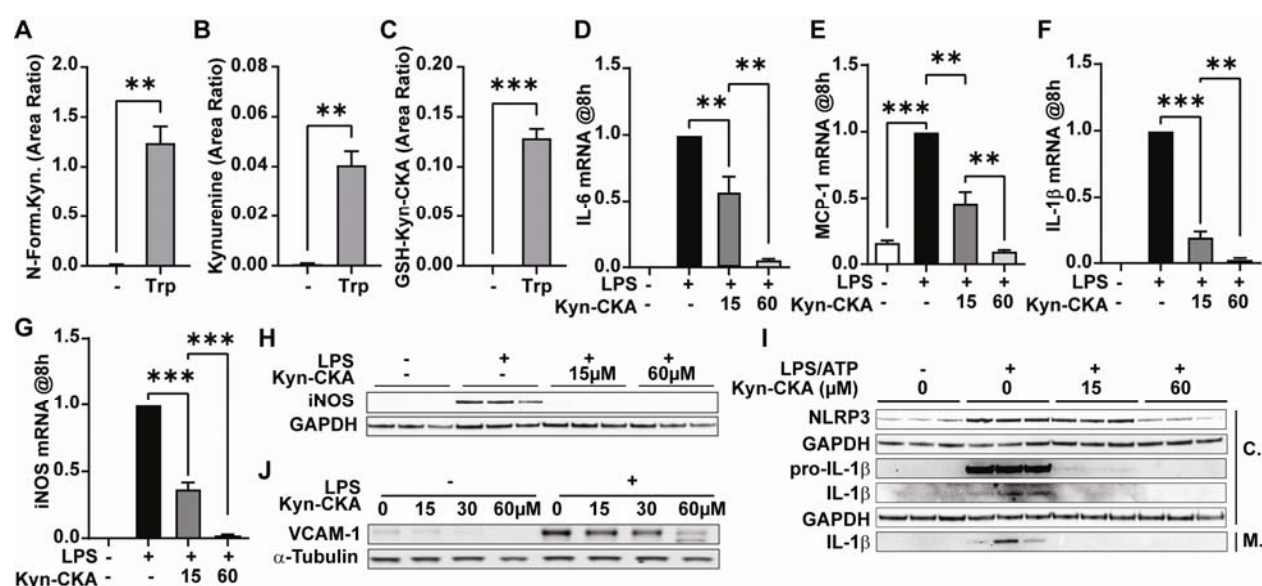 A
N-Form.Kyn. (Area Ratio)
2.0
1.5
1.0
0.5
0.0
**
- Trp
B
Kynurenine (Area Ratio)
0.08
0.06
0.04
0.02
0.00
**
- Trp
C
GSH-Kyn-CKA (Area Ratio)
0.20
0.15
0.10
0.05
0.00
***
- Trp
D
IL-6 mRNA @8h
1.5
1.0
0.5
0.0
**
**
LPS - + + +
Kyn-CKA - - 15 60
E
MCP-1 mRNA @8h
1.5
1.0
0.5
0.0
***
**
**
LPS - + + +
Kyn-CKA - - 15 60
F
IL-1β mRNA @8h
1.5
1.0
0.5
0.0
***
**
LPS - + + +
Kyn-CKA - - 15 60
G
iNOS mRNA @8h
1.5
1.0
0.5
0.0
***
***
LPS - + + +
Kyn-CKA - - 15 60
H
LPS - + + +
Kyn-CKA - - 15µM 60µM
iNOS
GAPDH
J
LPS - +
Kyn-CKA 0 15 30 60µM 0 15 30 60µM
VCAM-1
α-Tubulin
I
LPS/ATP - + + +
Kyn-CKA (µM) 0 0 15 60
NLRP3
GAPDH
pro-IL-1β
IL-1β
GAPDH
C.
IL-1β
M.